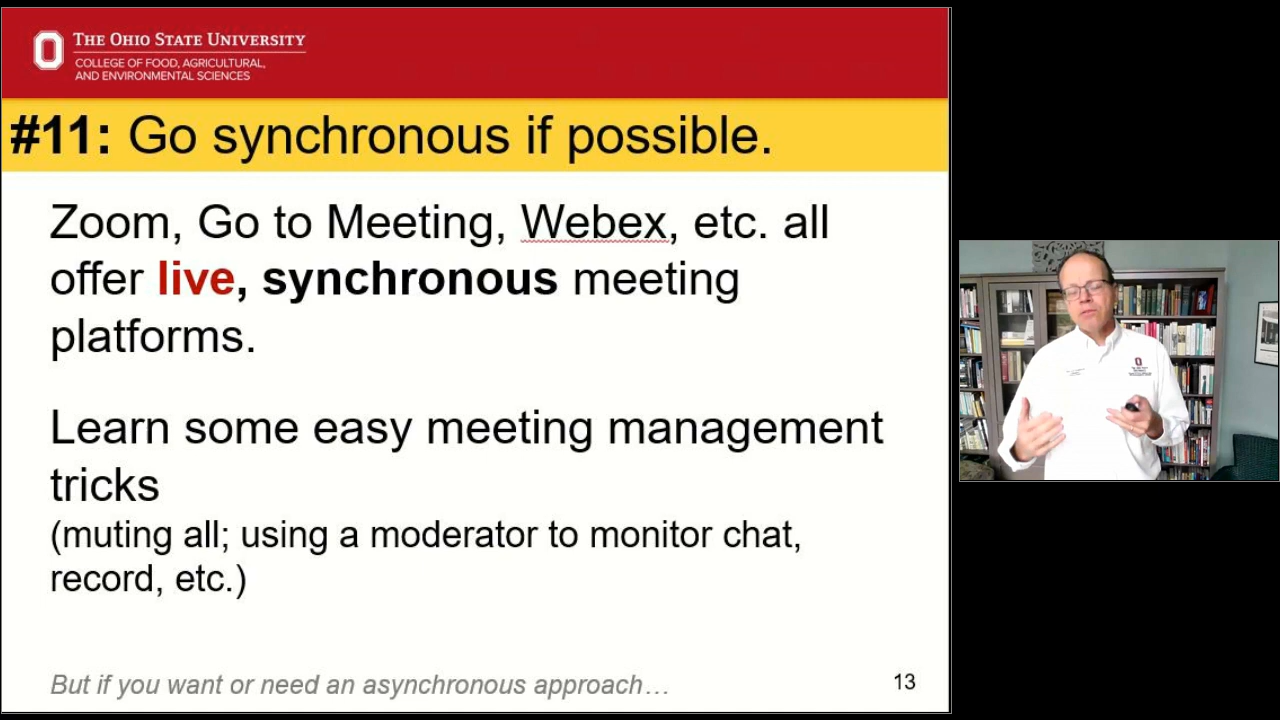 THE OHIO STATE UNIVERSITY
COLLEGE OF FOOD, AGRICULTURAL,
AND ENVIRONMENTAL SCIENCES
#11: Go synchronous if possible.
Zoom, Go to Meeting, Webex, etc. all
offer live, synchronous meeting
platforms.
Learn some easy meeting management
tricks
(muting all; using a moderator to monitor chat,
record, etc.)
But if you want or need an asynchronous approach…
13